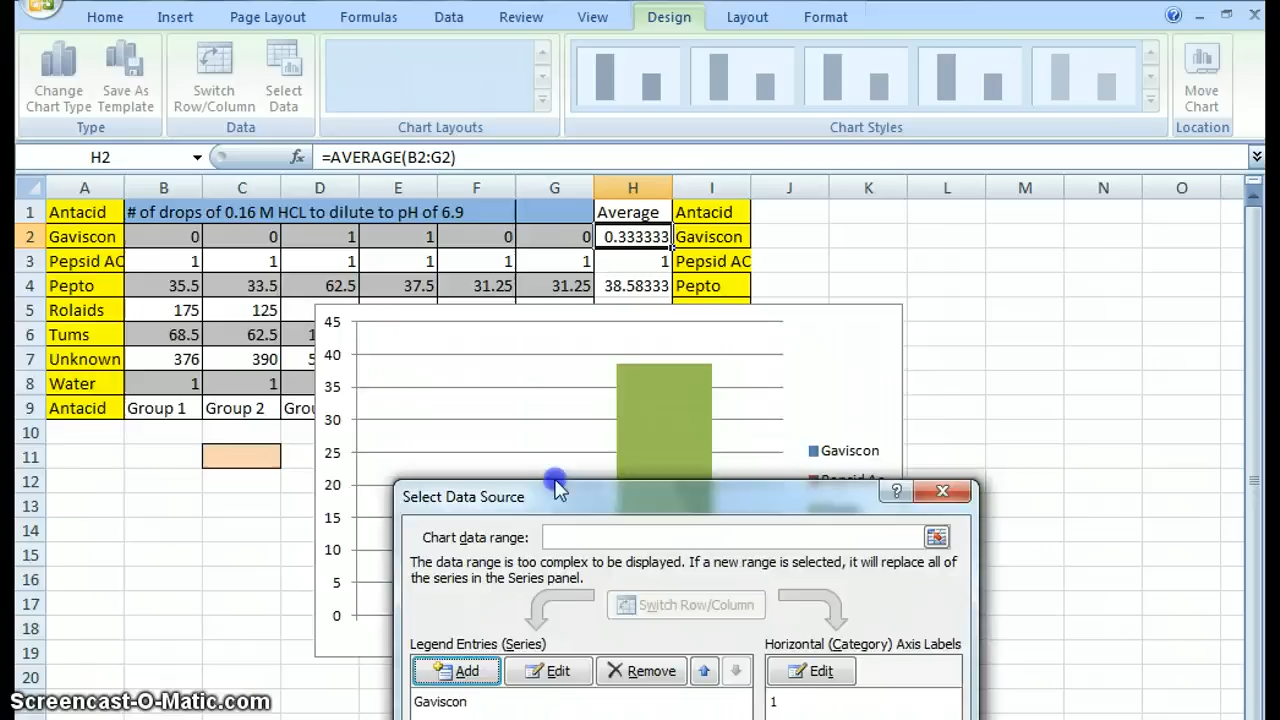 Home Insert Page Layout Formulas Data Review View Design Layout Format
Change Chart Type Save As Template Switch Row/Column Select Data Move Chart
Type Data Chart Layouts Chart Styles Location
H2 fx =AVERAGE(B2:G2)
A B C D E F G H I J K L M N O
1 Antacid # of drops of 0.16 M HCL to dilute to pH of 6.9 Average Antacid
2 Gaviscon 0 0 1 1 0 0 0.333333 Gaviscon
3 Pepsid AC 1 1 1 1 1 1 1 Pepsid AC
4 Pepto 35.5 33.5 62.5 37.5 31.25 31.25 38.58333 Pepto
5 Rolaids 175 125
6 Tums 68.5 62.5 1
7 Unknown 376 390 5
8 Water 1 1
9 Antacid Group 1 Group 2 Grou
10
11
12
13
14
15
16
17
18
19
20
45
40
35
30
25
20
15
10
5
0
Gaviscon
Select Data Source
Chart data range:
The data range is too complex to be displayed. If a new range is selected, it will replace all of
the series in the Series panel.
Switch Row/Column
Legend Entries (Series) Horizontal (Category) Axis Labels
Add Edit Remove Edit
Gaviscon 1
Screencast-O-Matic.com